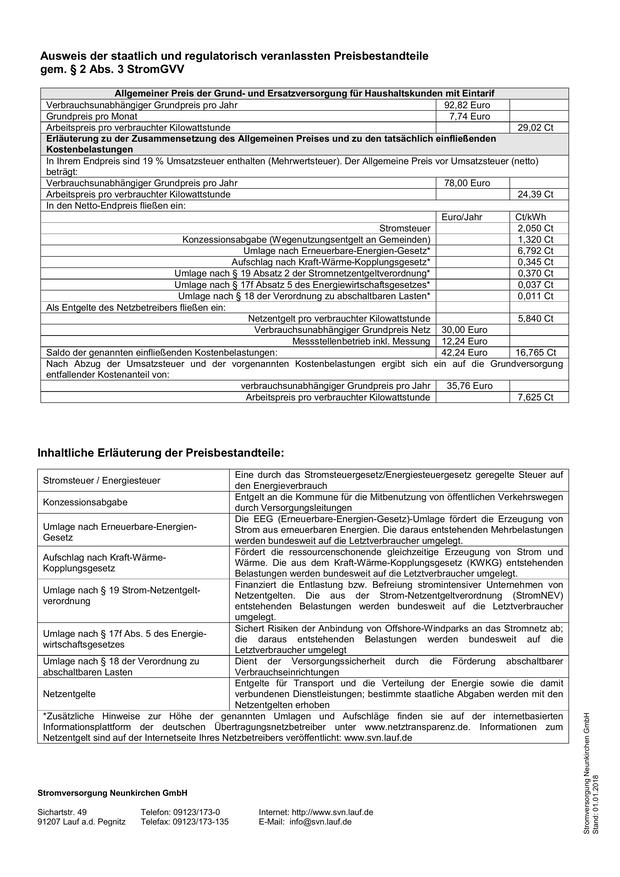 Ausweis der staatlich und regulatorisch veranlassten Preisbestandteile
gem. § 2 Abs. 3 StromGVV
Allgemeiner Preis der Grund- und Ersatzversorgung für Haushaltskunden mit Eintarif
Verbrauchsunabhängiger Grundpreis pro Jahr 92,82 Euro
Grundpreis pro Monat 7,74 Euro
Arbeitspreis pro verbrauchter Kilowattstunde 29,02 Ct
Erläuterung zu der Zusammensetzung des Allgemeinen Preises und zu den tatsächlich einfließenden
Kostenbelastungen
In Ihrem Endpreis sind 19 % Umsatzsteuer enthalten (Mehrwertsteuer). Der Allgemeine Preis vor Umsatzsteuer (netto)
beträgt:
Verbrauchsunabhängiger Grundpreis pro Jahr 78,00 Euro
Arbeitspreis pro verbrauchter Kilowattstunde 24,39 Ct
In den Netto-Endpreis fließen ein:
Euro/Jahr Ct/kWh
Stromsteuer 2,050 Ct
Konzessionsabgabe (Wegenutzungsentgelt an Gemeinden) 1,320 Ct
Umlage nach Erneuerbare-Energien-Gesetz* 6,792 Ct
Aufschlag nach Kraft-Wärme-Kopplungsgesetz* 0,345 Ct
Umlage nach § 19 Absatz 2 der Stromnetzentgeltverordnung* 0,370 Ct
Umlage nach § 17f Absatz 5 des Energiewirtschaftsgesetzes* 0,037 Ct
Umlage nach § 18 der Verordnung zu abschaltbaren Lasten* 0,011 Ct
Als Entgelte des Netzbetreibers fließen ein:
Netzentgelt pro verbrauchter Kilowattstunde 5,840 Ct
Verbrauchsunabhängiger Grundpreis Netz 30,00 Euro
Messstellenbetrieb inkl. Messung 12,24 Euro
Saldo der genannten einfließenden Kostenbelastungen: 42,24 Euro 16,765 Ct
Nach Abzug der Umsatzsteuer und der vorgenannten Kostenbelastungen ergibt sich ein auf die Grundversorgung
entfallender Kostenanteil von:
verbrauchsunabhängiger Grundpreis pro Jahr 35,76 Euro
Arbeitspreis pro verbrauchter Kilowattstunde 7,625 Ct
Inhaltliche Erläuterung der Preisbestandteile:
Stromsteuer / Energiesteuer
Eine durch das Stromsteuergesetz/Energiesteuergesetz geregelte Steuer auf
den Energieverbrauch
Konzessionsabgabe
Entgelt an die Kommune für die Mitbenutzung von öffentlichen Verkehrswegen
durch Versorgungsleitungen
Umlage nach Erneuerbare-Energien-
Gesetz
Die EEG (Erneuerbare-Energien-Gesetz)-Umlage fördert die Erzeugung von
Strom aus erneuerbaren Energien. Die daraus entstehenden Mehrbelastungen
werden bundesweit auf die Letztverbraucher umgelegt.
Aufschlag nach Kraft-Wärme-
Kopplungsgesetz
Fördert die ressourcenschonende gleichzeitige Erzeugung von Strom und
Wärme. Die aus dem Kraft-Wärme-Kopplungsgesetz (KWKG) entstehenden
Belastungen werden bundesweit auf die Letztverbraucher umgelegt.
Umlage nach § 19 Strom-Netzentgelt-
verordnung
Finanziert die Entlastung bzw. Befreiung stromintensiver Unternehmen von
Netzentgelten. Die aus der Strom-Netzentgeltverordnung (StromNEV)
entstehenden Belastungen werden bundesweit auf die Letztverbraucher
umgelegt.
Umlage nach § 17f Abs. 5 des Energie-
wirtschaftsgesetzes
Sichert Risiken der Anbindung von Offshore-Windparks an das Stromnetz ab;
die daraus entstehenden Belastungen werden bundesweit auf die
Letztverbraucher umgelegt
Umlage nach § 18 der Verordnung zu
abschaltbaren Lasten
Dient der Versorgungssicherheit durch die Förderung abschaltbarer
Verbrauchseinrichtungen
Netzentgelte
Entgelte für Transport und die Verteilung der Energie sowie die damit
verbundenen Dienstleistungen; bestimmte staatliche Abgaben werden mit den
Netzentgelten erhoben
*Zusätzliche Hinweise zur Höhe der genannten Umlagen und Aufschläge finden sie auf der internetbasierten
Informationsplattform der deutschen Übertragungsnetzbetreiber unter www.netztransparenz.de. Informationen zum
Netzentgelt sind auf der Internetseite Ihres Netzbetreibers veröffentlicht: www.svn.lauf.de
Stromversorgung Neunkirchen GmbH
Sichartstr. 49 Telefon: 09123/173-0 Internet: http://www.svn.lauf.de
91207 Lauf a.d. Pegnitz Telefax: 09123/173-135 E-Mail: info@svn.lauf.de
Stromversorgung Neunkirchen GmbH
Stand: 01.01.2018